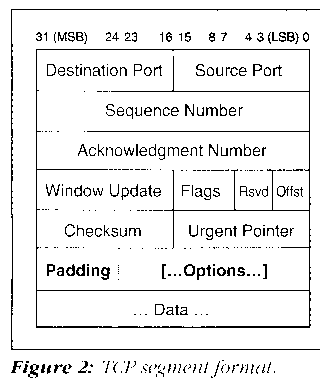 31 (MSB) 24 23 16 15 8 7 4 3 (LSB) 0
Destination Port Source Port
Sequence Number
Acknowledgment Number
Window Update Flags Rsvd Offst
Checksum Urgent Pointer
Padding [...Options...]
... Data ...
Figure 2: TCP segment format.